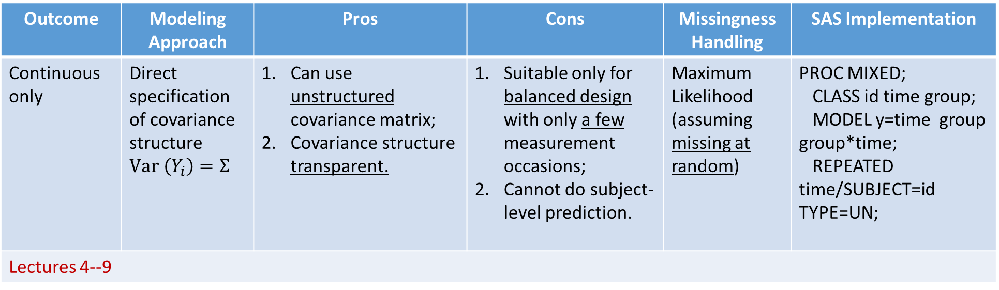 Outcome
Modeling
Approach
Pros
Cons
Missingness
Handling
SAS Implementation
Continuous
only
Direct
specification
of covariance
structure
Var (Yᵢ) = Σ
1. Can use
unstructured
covariance matrix;
2. Covariance structure
transparent.
1. Suitable only for
balanced design
with only a few
measurement
occasions;
2. Cannot do subject-
level prediction.
Maximum
Likelihood
(assuming
missing at
random)
PROC MIXED;
CLASS id time group;
MODEL y=time  group
group*time;
REPEATED
time/SUBJECT=id
TYPE=UN;
Lectures 4--9